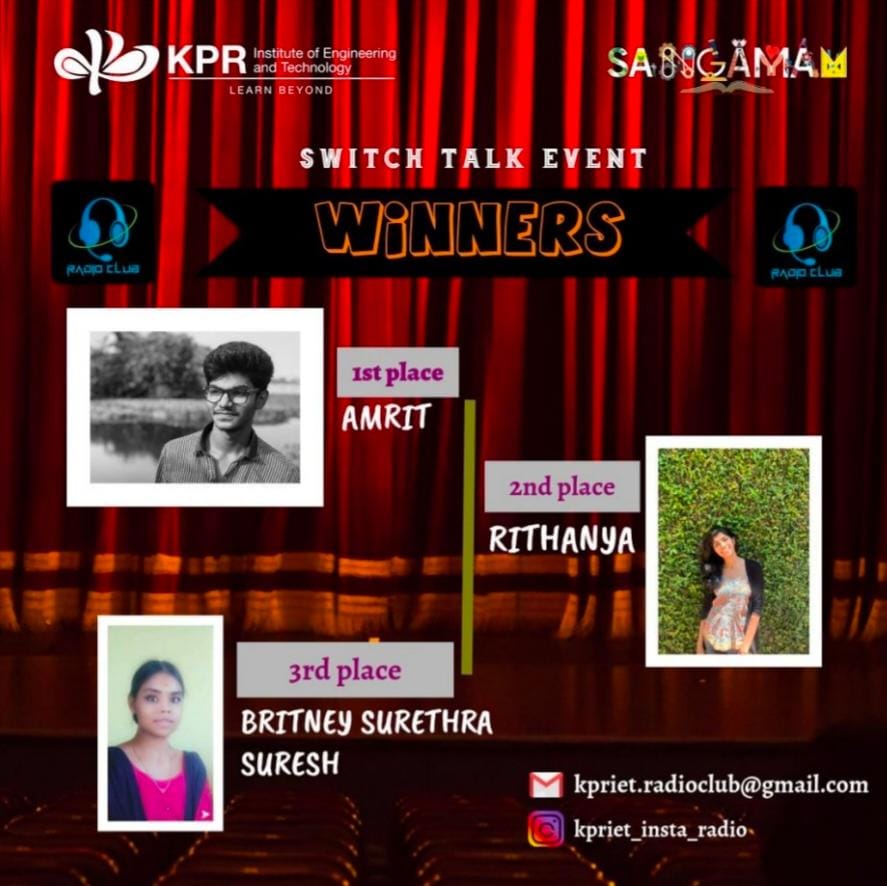 KPR Institute of Engineering
and Technology
LEARN BEYOND
SANGAMAM
SWITCH TALK EVENT
WiNNERS
RADIO CLUB
RADIO CLUB
1st place
AMRIT
2nd place
RITHANYA
3rd place
BRITNEY SURETHRA
SURESH
kpriet.radioclub@gmail.com
kpriet_insta_radio